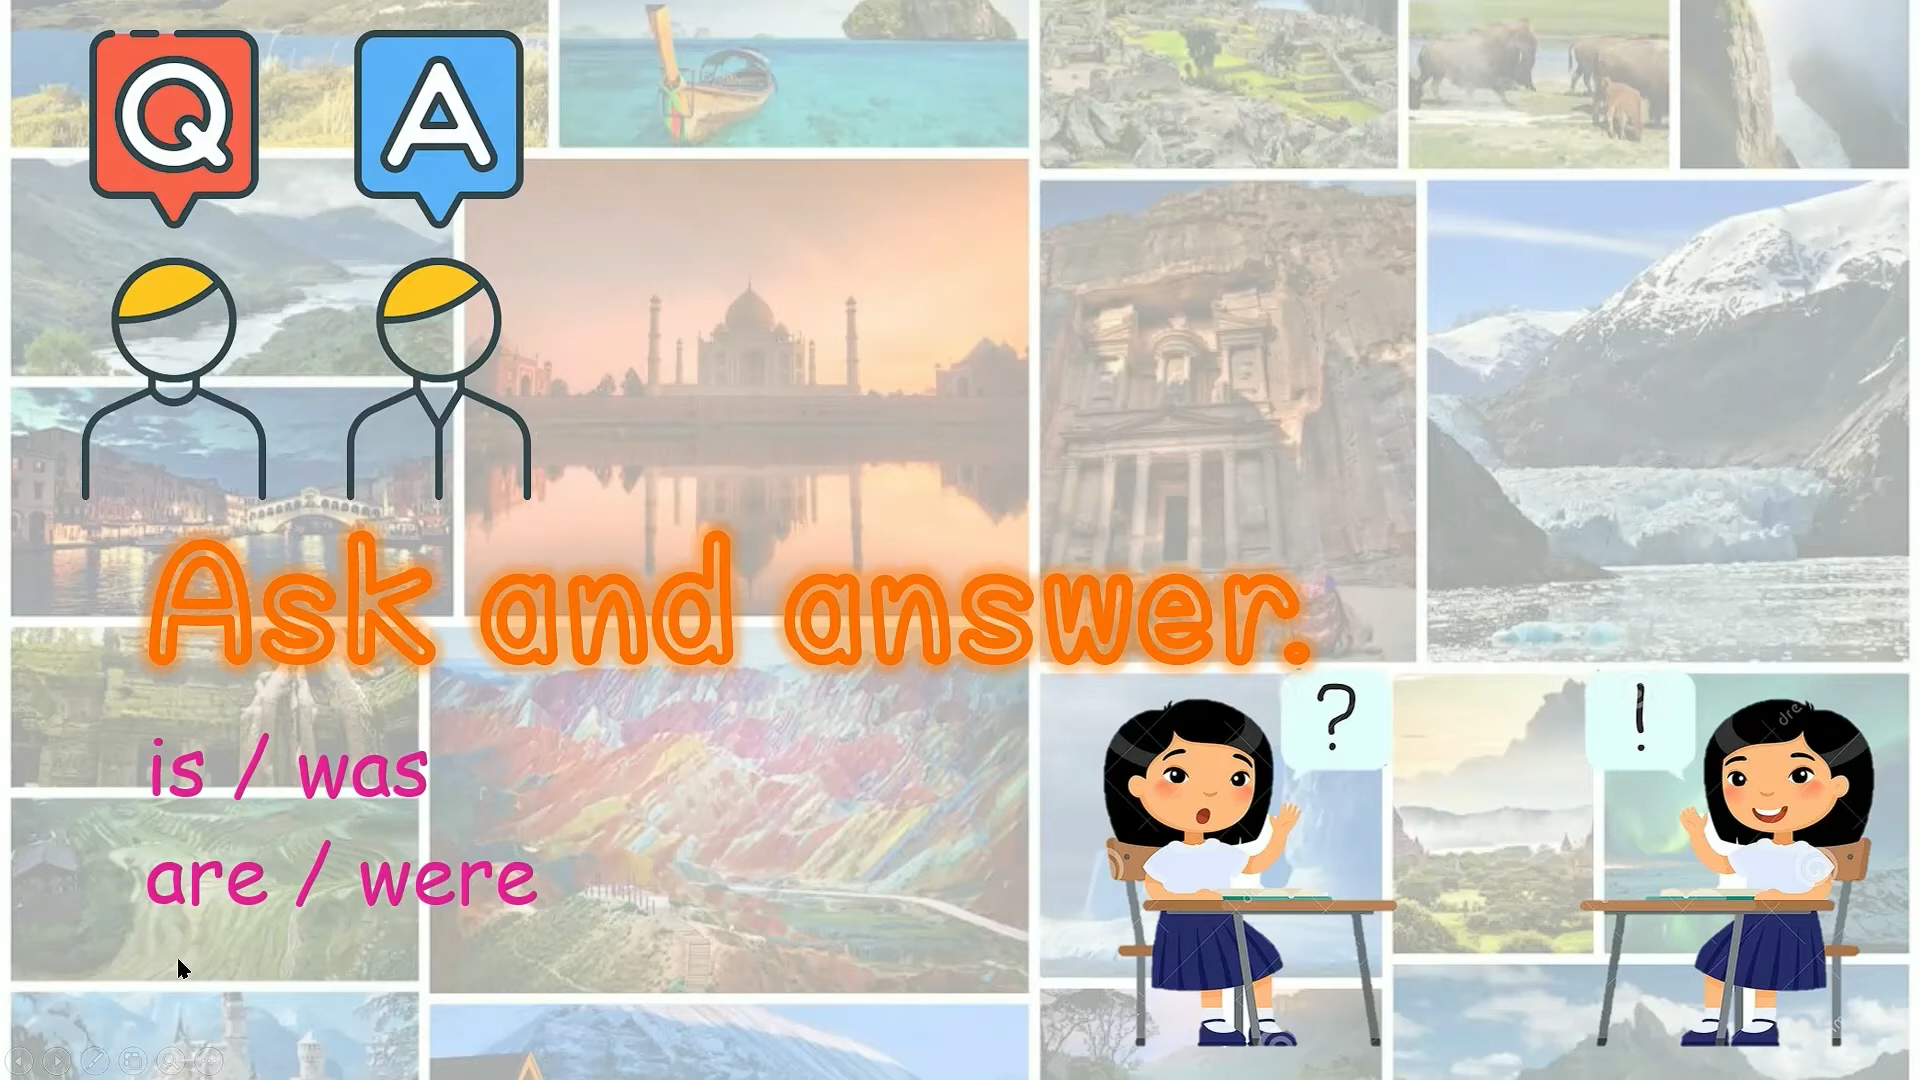 Q A
Ask and answer.
? !
is / was
are / were